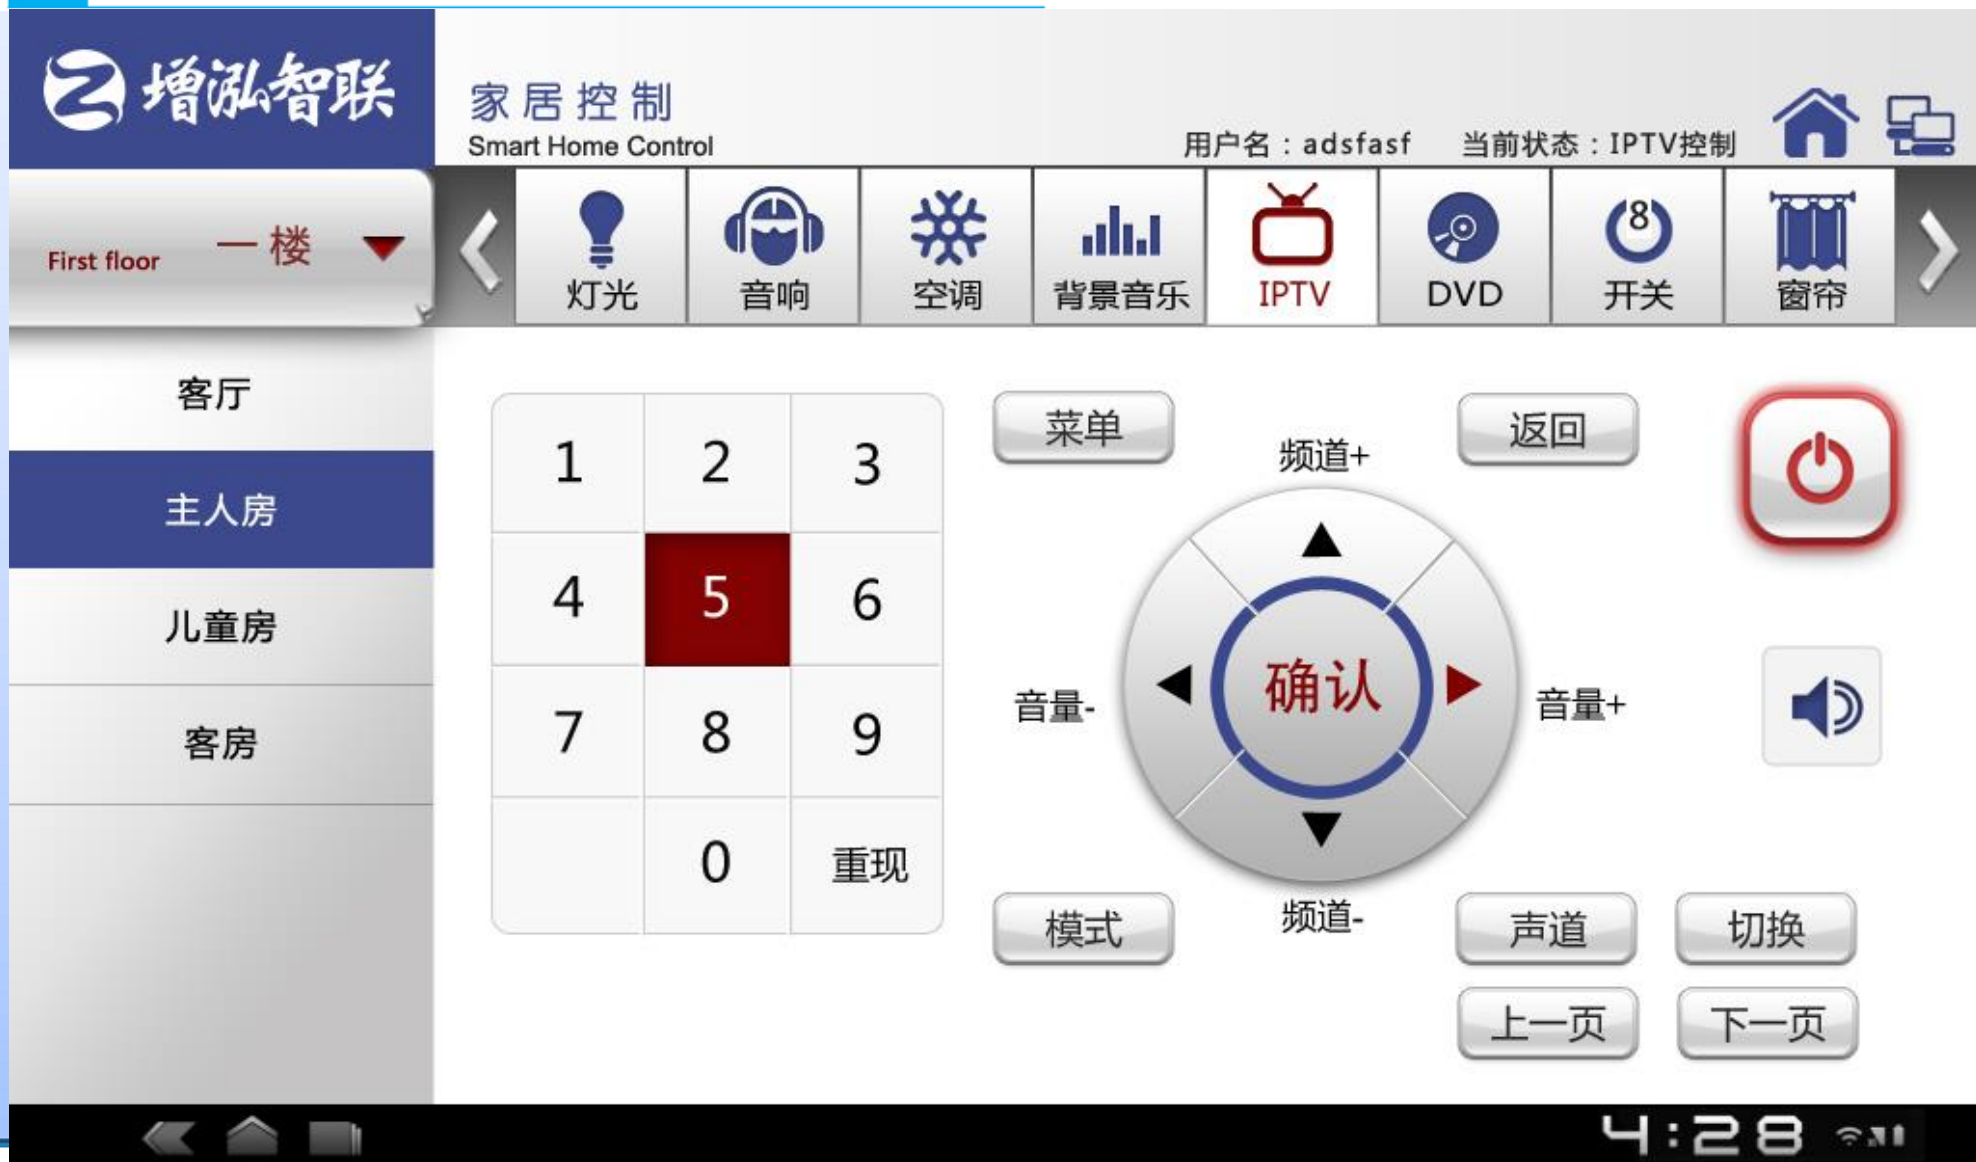 增泓智联
家居控制
Smart Home Control
用户名：adsfasf 当前状态：IPTV控制
First floor 一楼
灯光 音响 空调 背景音乐 IPTV DVD 8 开关 窗帘
客厅
主人房
儿童房
客房
1 2 3
4 5 6
7 8 9
0 重现
菜单
返回
频道+
音量-
确认
音量+
频道-
模式
声道
切换
上一页
下一页
4:28